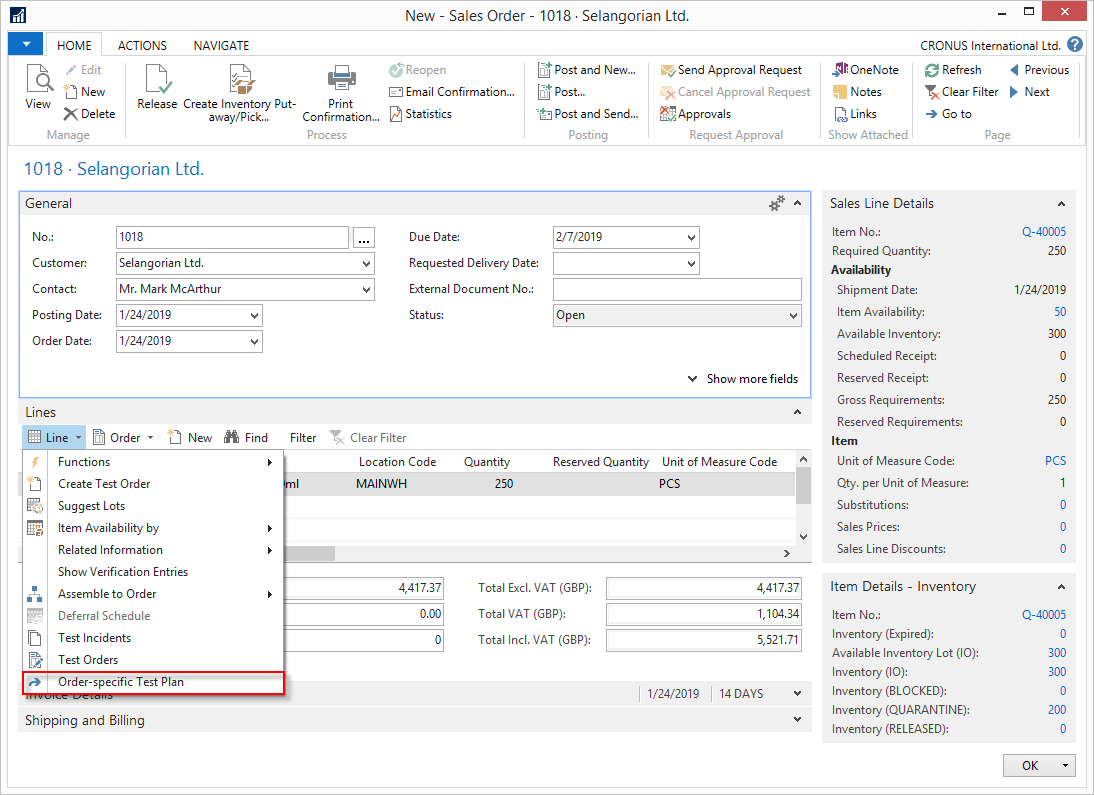 New - Sales Order - 1018 · Selangorian Ltd.
HOME ACTIONS NAVIGATE CRONUS International Ltd.
View
Edit
New
Delete
Manage
Release
Create Inventory Put-away/Pick...
Print Confirmation...
Reopen
Email Confirmation...
Statistics
Process
Post and New...
Post...
Post and Send...
Posting
Send Approval Request
Cancel Approval Request
Approvals
Request Approval
OneNote
Notes
Links
Show Attached
Refresh
Clear Filter
Go to
Previous
Next
Page
1018 · Selangorian Ltd.
General
No.: 1018 ...
Customer: Selangorian Ltd.
Contact: Mr. Mark McArthur
Posting Date: 1/24/2019
Order Date: 1/24/2019
Due Date: 2/7/2019
Requested Delivery Date:
External Document No.:
Status: Open
Show more fields
Lines
Line Order New Find Filter Clear Filter
Location Code Quantity Reserved Quantity Unit of Measure Code
0ml MAINWH 250 PCS
Functions
Create Test Order
Suggest Lots
Item Availability by
Related Information
Show Verification Entries
Assemble to Order
Deferral Schedule
Test Incidents
Test Orders
Order-specific Test Plan
4,417.37 Total Excl. VAT (GBP): 4,417.37
0.00 Total VAT (GBP): 1,104.34
0 Total Incl. VAT (GBP): 5,521.71
Invoice Details 1/24/2019 14 DAYS
Shipping and Billing
Sales Line Details
Item No.: Q-40005
Required Quantity: 250
Availability
Shipment Date: 1/24/2019
Item Availability: 50
Available Inventory: 300
Scheduled Receipt: 0
Reserved Receipt: 0
Gross Requirements: 250
Reserved Requirements: 0
Item
Unit of Measure Code: PCS
Qty. per Unit of Measure: 1
Substitutions: 0
Sales Prices: 0
Sales Line Discounts: 0
Item Details - Inventory
Item No.: Q-40005
Inventory (Expired): 0
Available Inventory Lot (IO): 300
Inventory (IO): 300
Inventory (BLOCKED): 0
Inventory (QUARANTINE): 200
Inventory (RELEASED): 0
OK